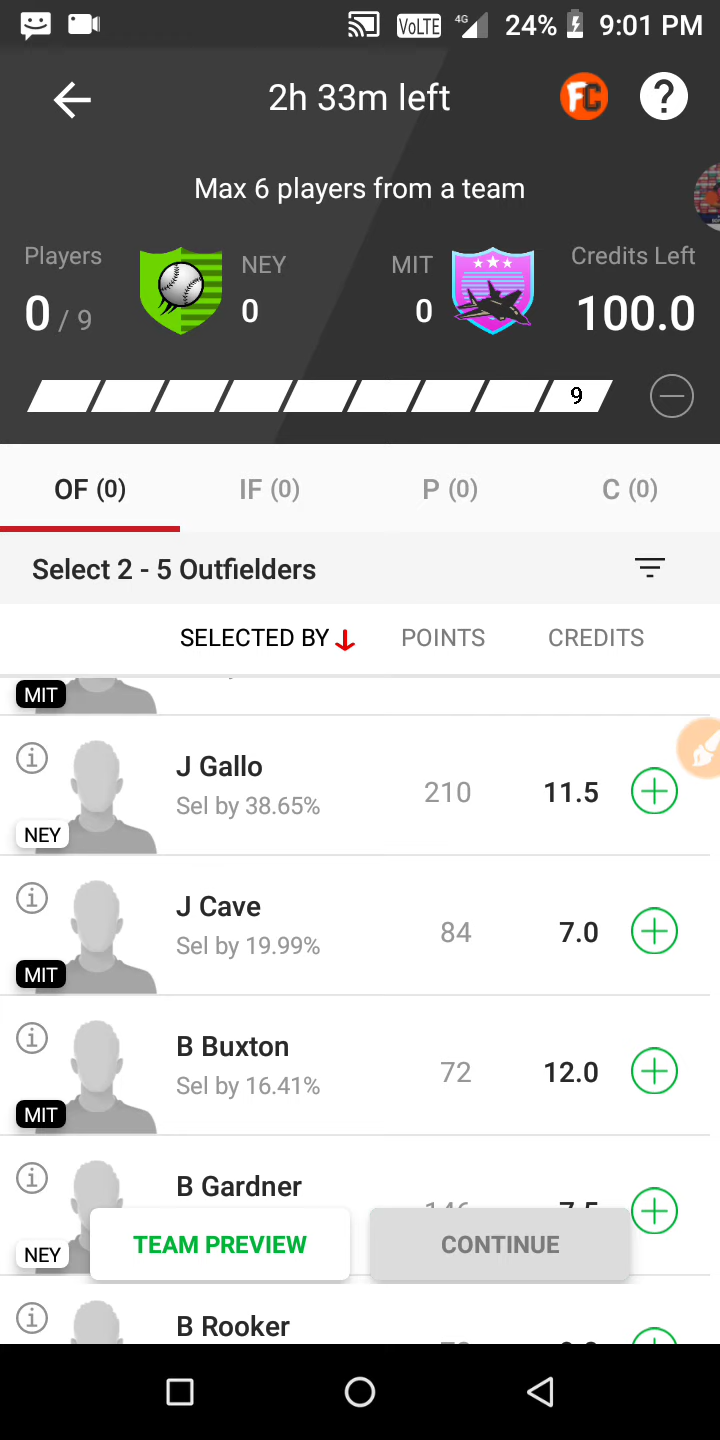 VoLTE 4G 24% 9:01 PM
2h 33m left
FC ?
Max 6 players from a team
Players NEY MIT Credits Left
0 / 9 0 0 100.0
9
OF (0) IF (0) P (0) C (0)
Select 2 - 5 Outfielders
SELECTED BY POINTS CREDITS
MIT
J Gallo
Sel by 38.65% 210 11.5
NEY
J Cave
Sel by 19.99% 84 7.0
MIT
B Buxton
Sel by 16.41% 72 12.0
MIT
B Gardner
NEY
TEAM PREVIEW CONTINUE
B Rooker